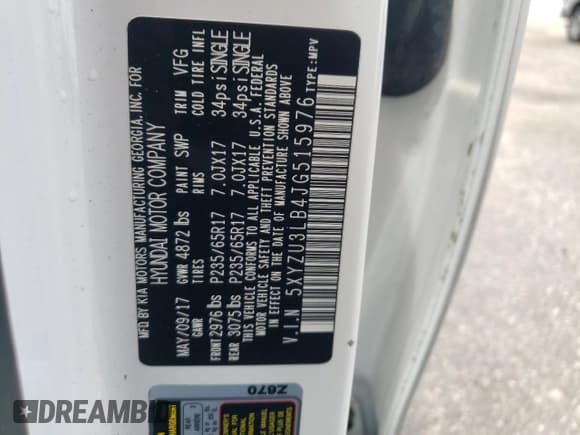 MFD BY KIA MOTORS MANUFACTURING GEORGIA, INC. FOR
HYUNDAI MOTOR COMPANY
MAY/09/17 GVWR 4872 lbs PAINT SWP TRIM VFG
GAWR TIRES RIMS COLD TIRE INFL
FRONT 2976 lbs P235/65R17 7.0JX17 34psi SINGLE
REAR 3075 lbs P235/65R17 7.0JX17 34psi SINGLE
THIS VEHICLE CONFORMS TO ALL APPLICABLE U.S.A. FEDERAL
MOTOR VEHICLE SAFETY AND THEFT PREVENTION STANDARDS
IN EFFECT ON THE DATE OF MANUFACTURE SHOWN ABOVE.
V.I.N 5XYZU3LB4JG515976 TYPE:MPV
Z670
DREAMBID